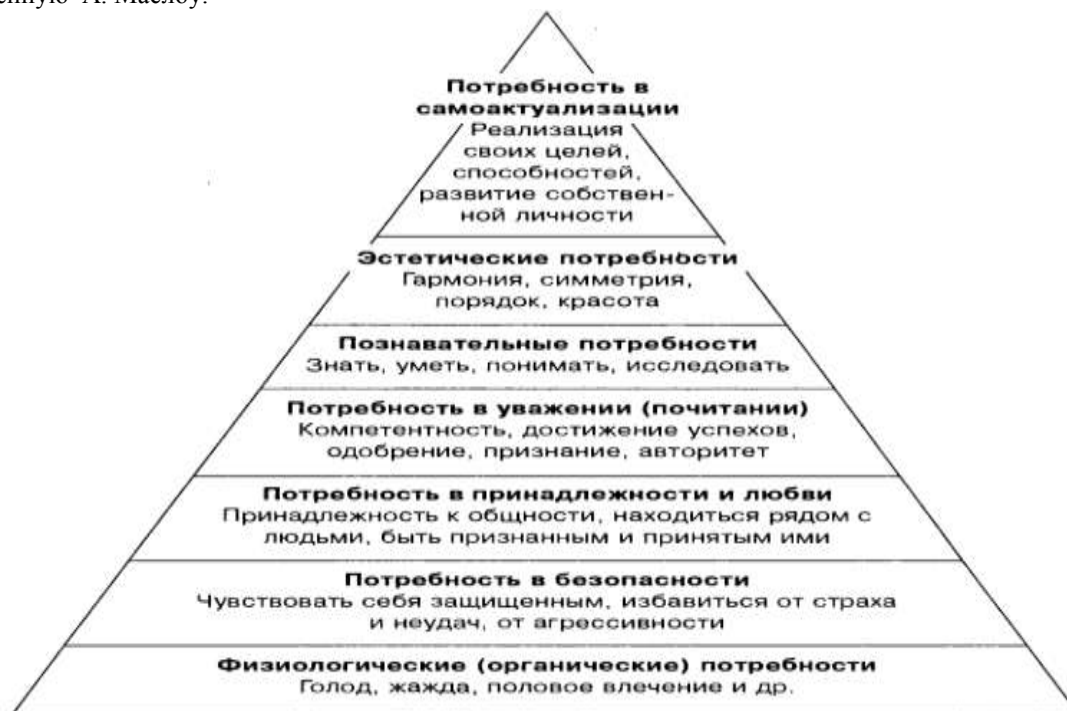 А. Маслоу.
Потребность в
самоактуализации
Реализация
своих целей,
способностей,
развитие собствен-
ной личности
Эстетические потребности
Гармония, симметрия,
порядок, красота
Познавательные потребности
Знать, уметь, понимать, исследовать
Потребность в уважении (почитании)
Компетентность, достижение успехов,
одобрение, признание, авторитет
Потребность в принадлежности и любви
Принадлежность к общности, находиться рядом с
людьми, быть признанным и принятым ими
Потребность в безопасности
Чувствовать себя защищенным, избавиться от страха
и неудач, от агрессивности
Физиологические (органические) потребности
Голод, жажда, половое влечение и др.